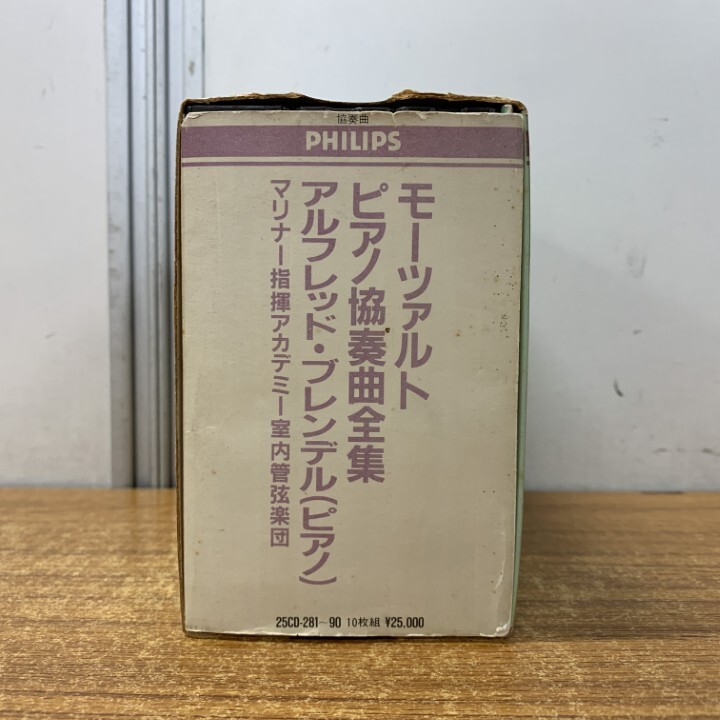 協奏曲
PHILIPS
モーツァルト
ピアノ協奏曲全集
アルフレッド・ブレンデル(ピアノ)
マリナー指揮アカデミー室内管弦楽団
25CD-281〜90 10枚組 ¥25,000